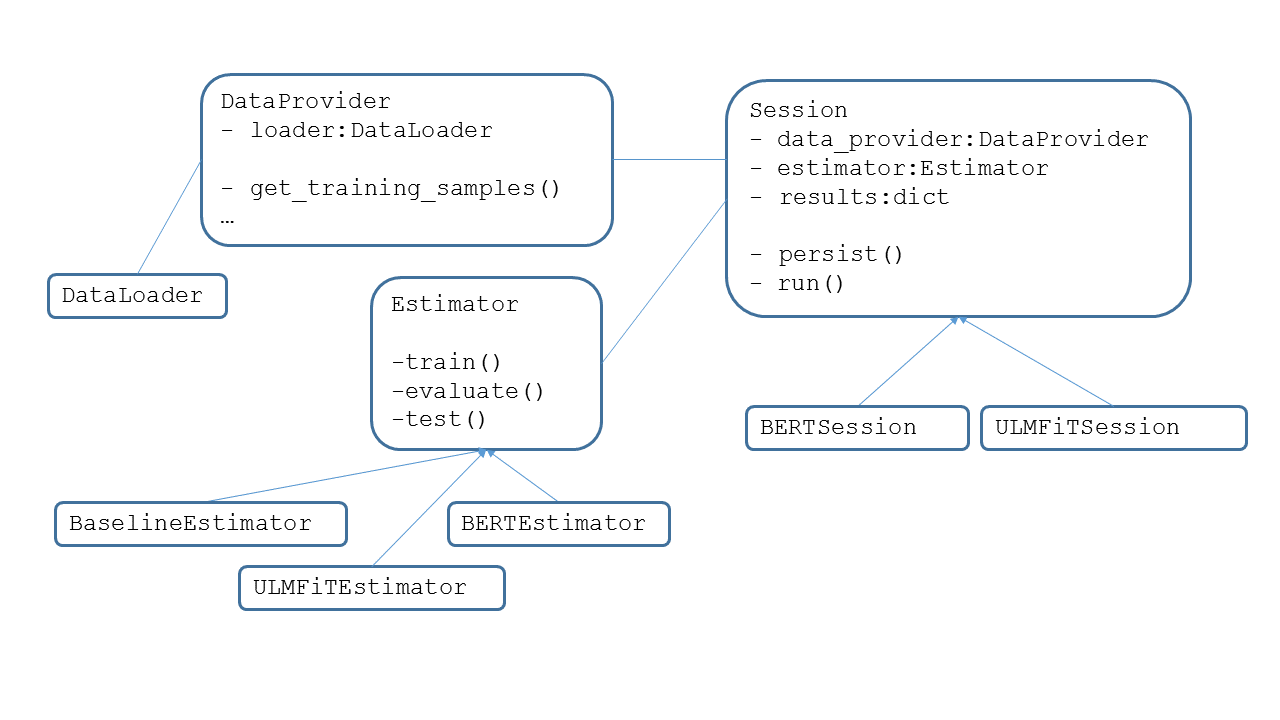 DataProvider
- loader:DataLoader
- get_training_samples()
…
Session
- data_provider:DataProvider
- estimator:Estimator
- results:dict
- persist()
- run()
DataLoader
Estimator
-train()
-evaluate()
-test()
BERTSession
ULMFiTSession
BaselineEstimator
BERTEstimator
ULMFiTEstimator